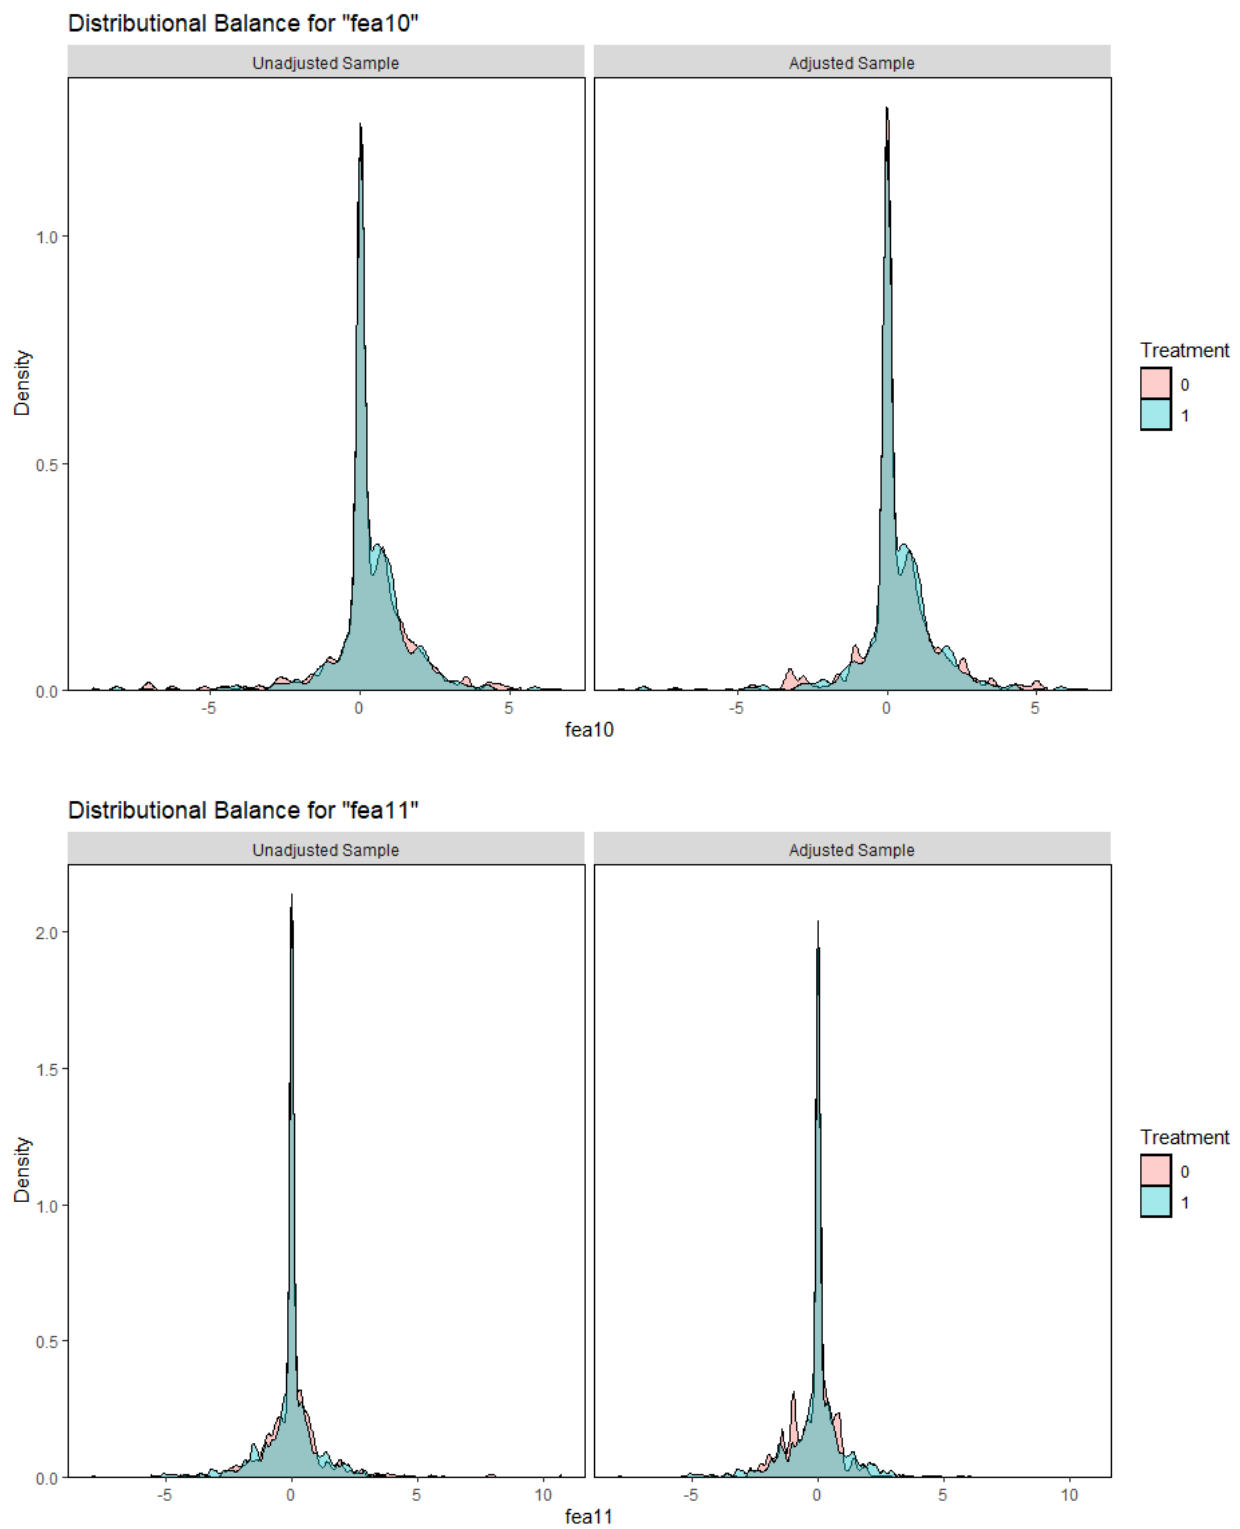 Distributional Balance for "fea10"
Unadjusted Sample
Adjusted Sample
Density
1.0
0.5
0.0
-5
0
5
-5
0
5
fea10
Treatment
0
1
Distributional Balance for "fea11"
Unadjusted Sample
Adjusted Sample
Density
2.0
1.5
1.0
0.5
0.0
-5
0
5
10
-5
0
5
10
fea11
Treatment
0
1